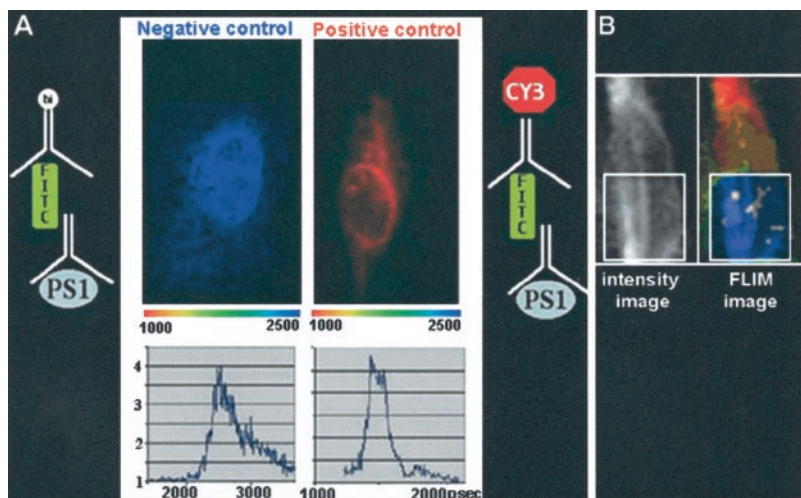 A
Negative control
Positive control
B
bi
FITC
PS1
CY3
FITC
PS1
1000
2500
1000
2500
intensity
image
FLIM
image
4
3
2
1
2000
3000
1000
2000psec